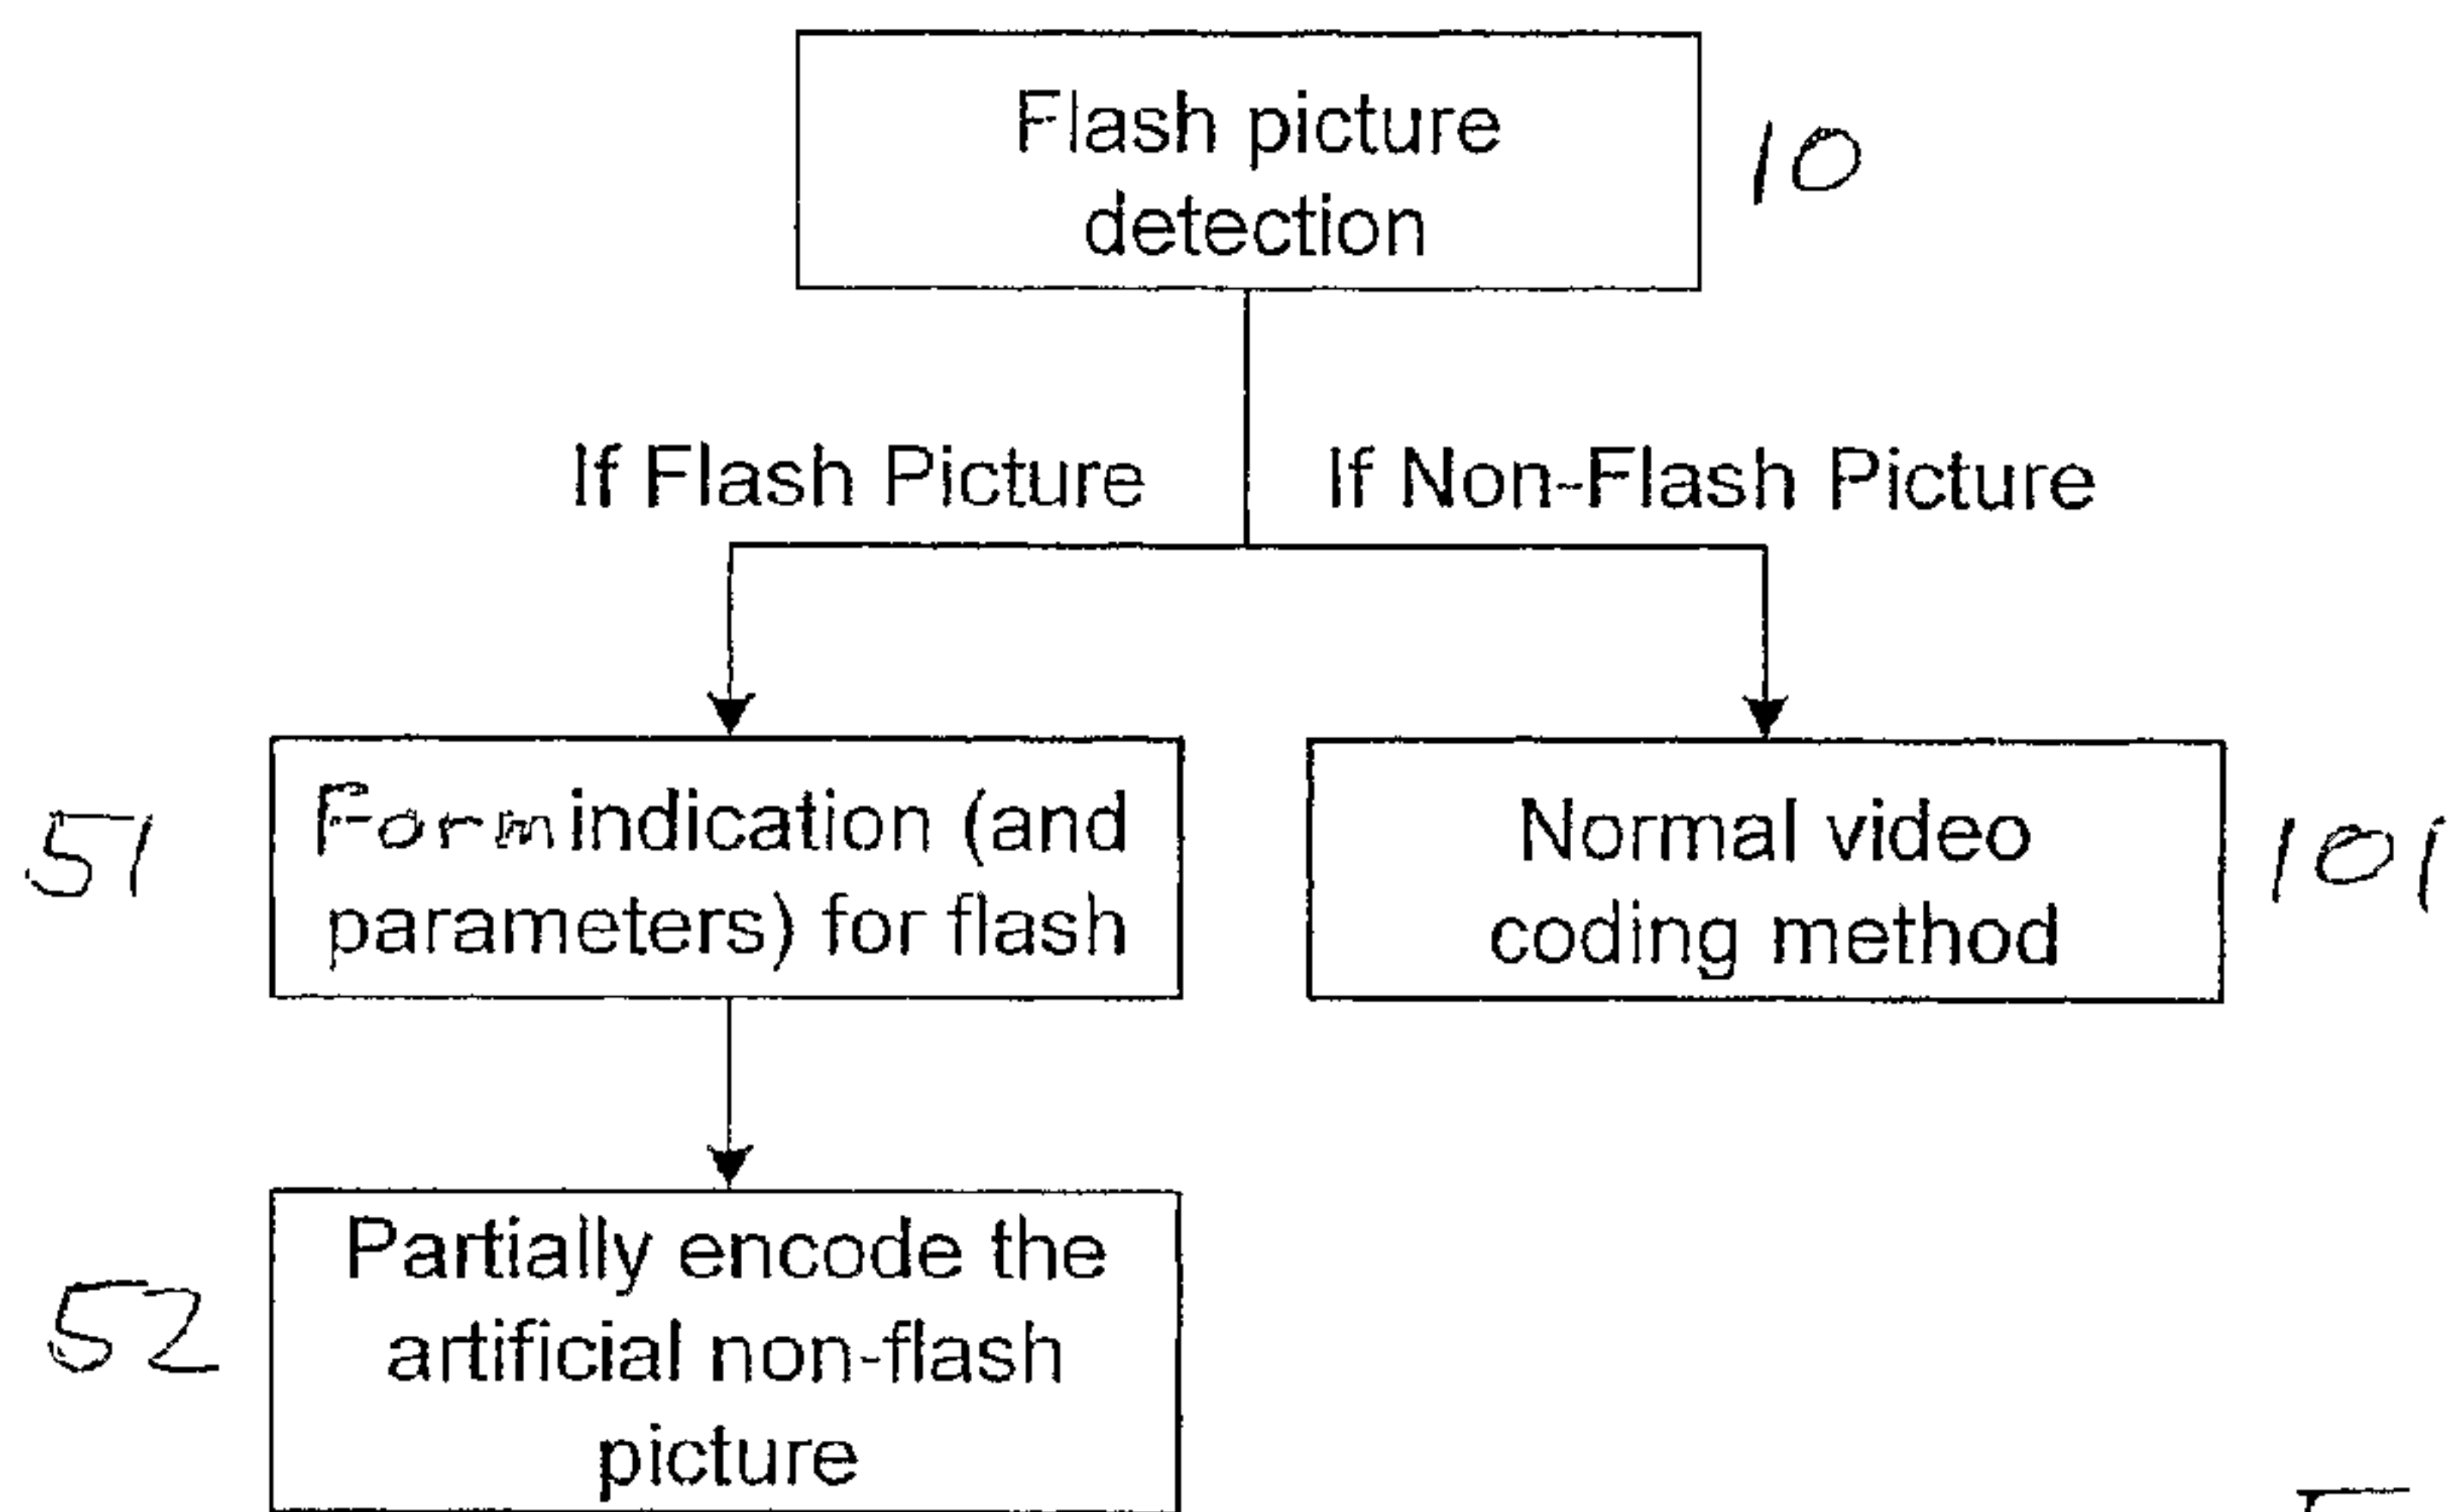 Flash picture
detection
10
If Flash Picture
If Non-Flash Picture
51
Form indication (and
parameters) for flash
Normal video
coding method
101
52
Partially encode the
artificial non-flash
picture